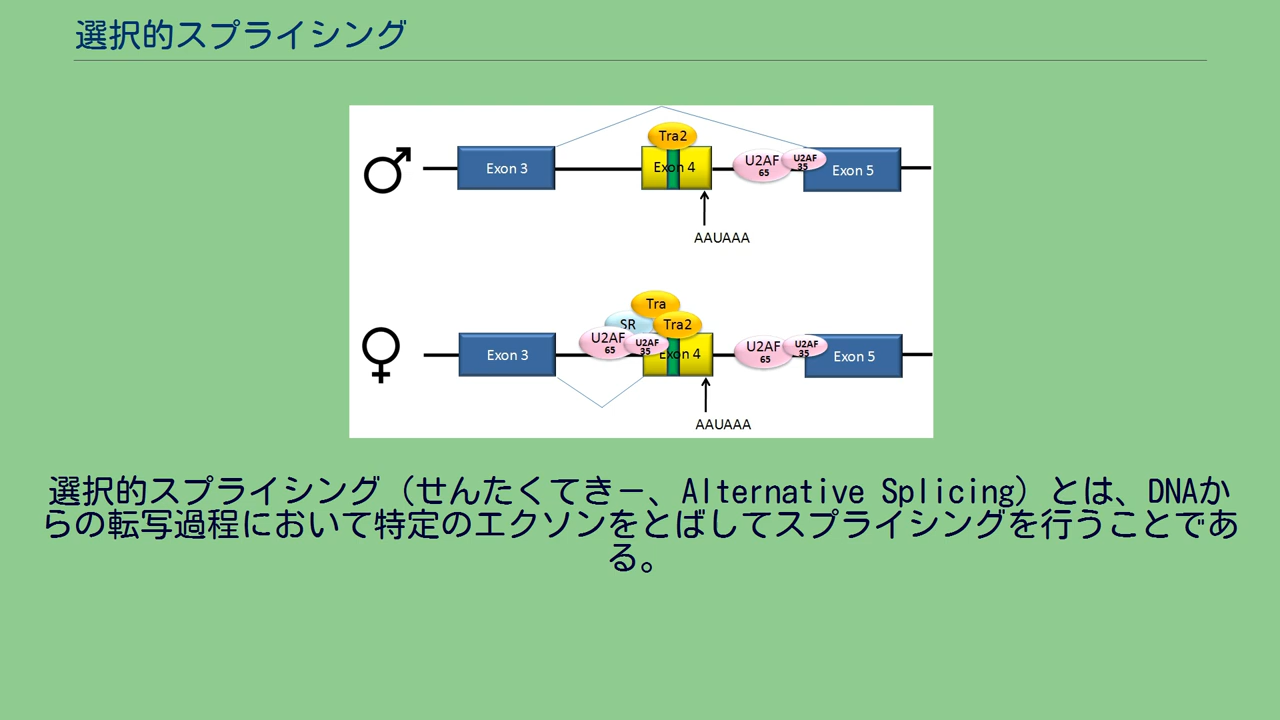 選択的スプライシング
Tra2
Exon 3
Exon 4
U2AF
65
U2AF
35
Exon 5
AAUAAA
Tra
SR
Tra2
U2AF
65
U2AF
35
Exon 3
Exon 4
U2AF
65
U2AF
35
Exon 5
AAUAAA
選択的スプライシング（せんたくてきー、Alternative Splicing）とは、DNAか
らの転写過程において特定のエクソンをとばしてスプライシングを行うことであ
る。